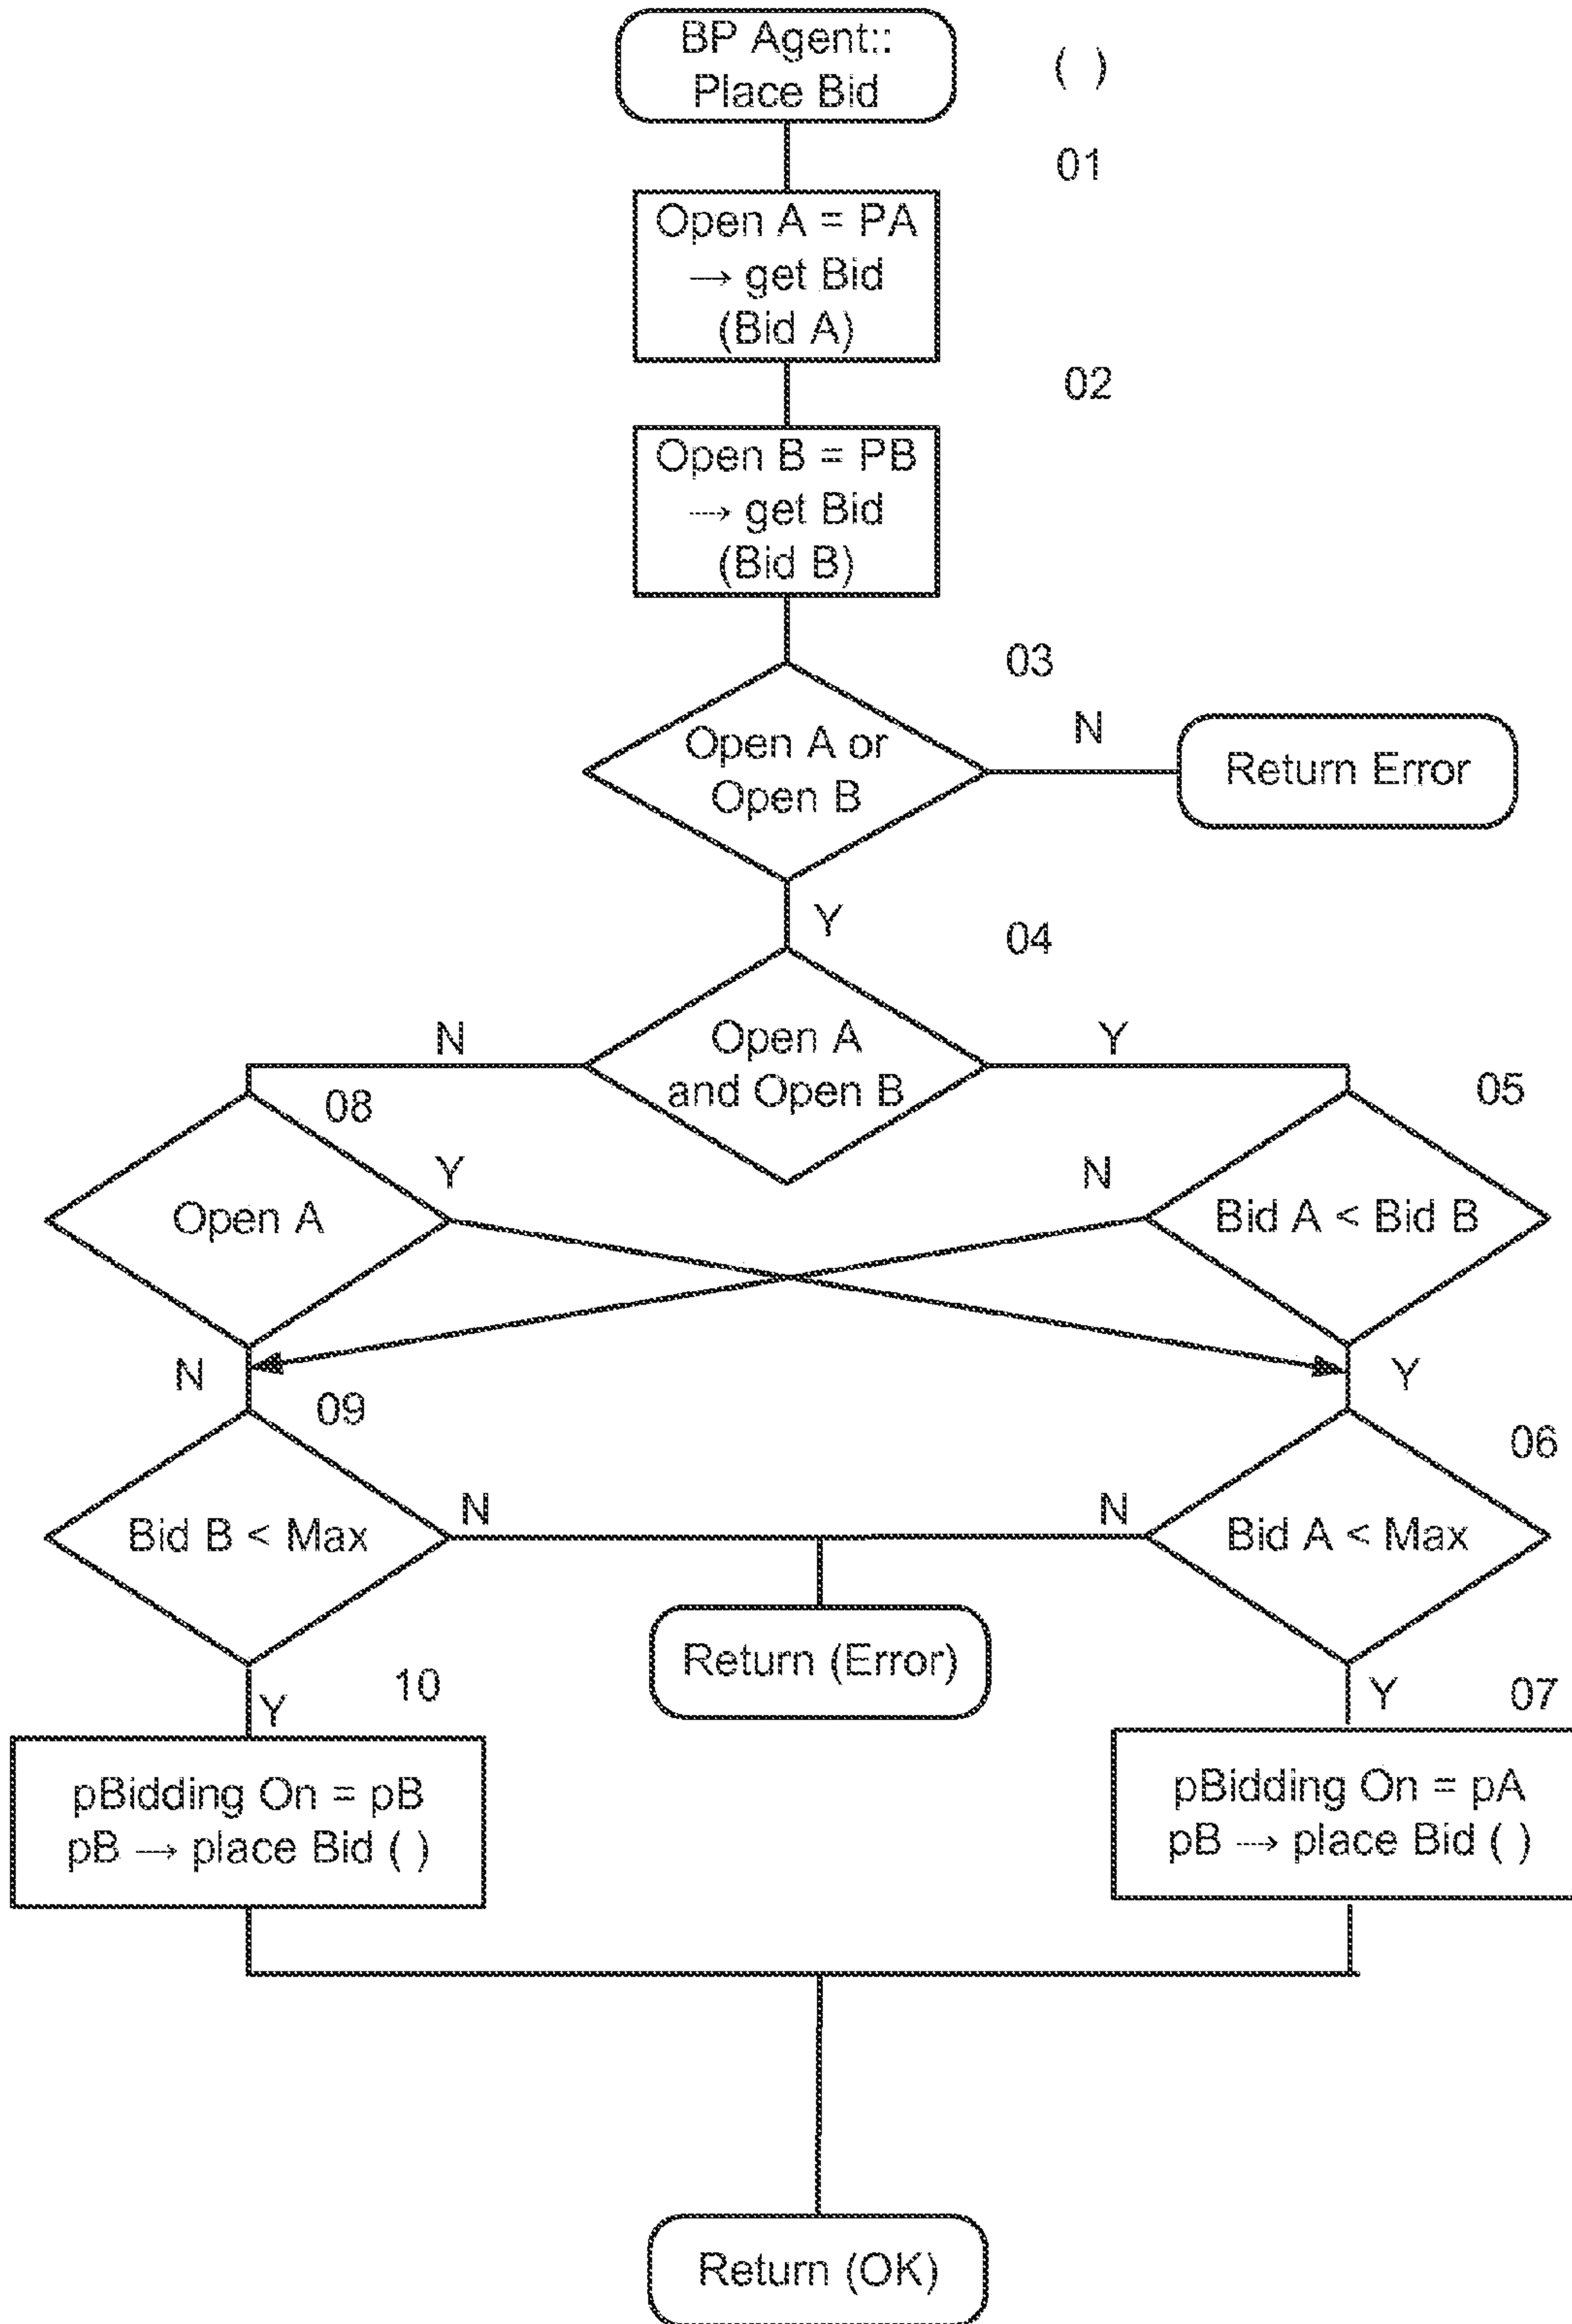 BP Agent::
Place Bid
( )
01
Open A = PA
→ get Bid
(Bid A)
02
Open B = PB
→ get Bid
(Bid B)
03
Open A or
Open B
N
Return Error
Y
04
Open A
and Open B
N
Y
08
05
Open A
Y
N
Bid A < Bid B
N
Y
09
06
Bid B < Max
N
N
Bid A < Max
Return (Error)
Y
10
Y
07
pBidding On = pB
pB → place Bid ( )
pBidding On = pA
pB → place Bid ( )
Return (OK)